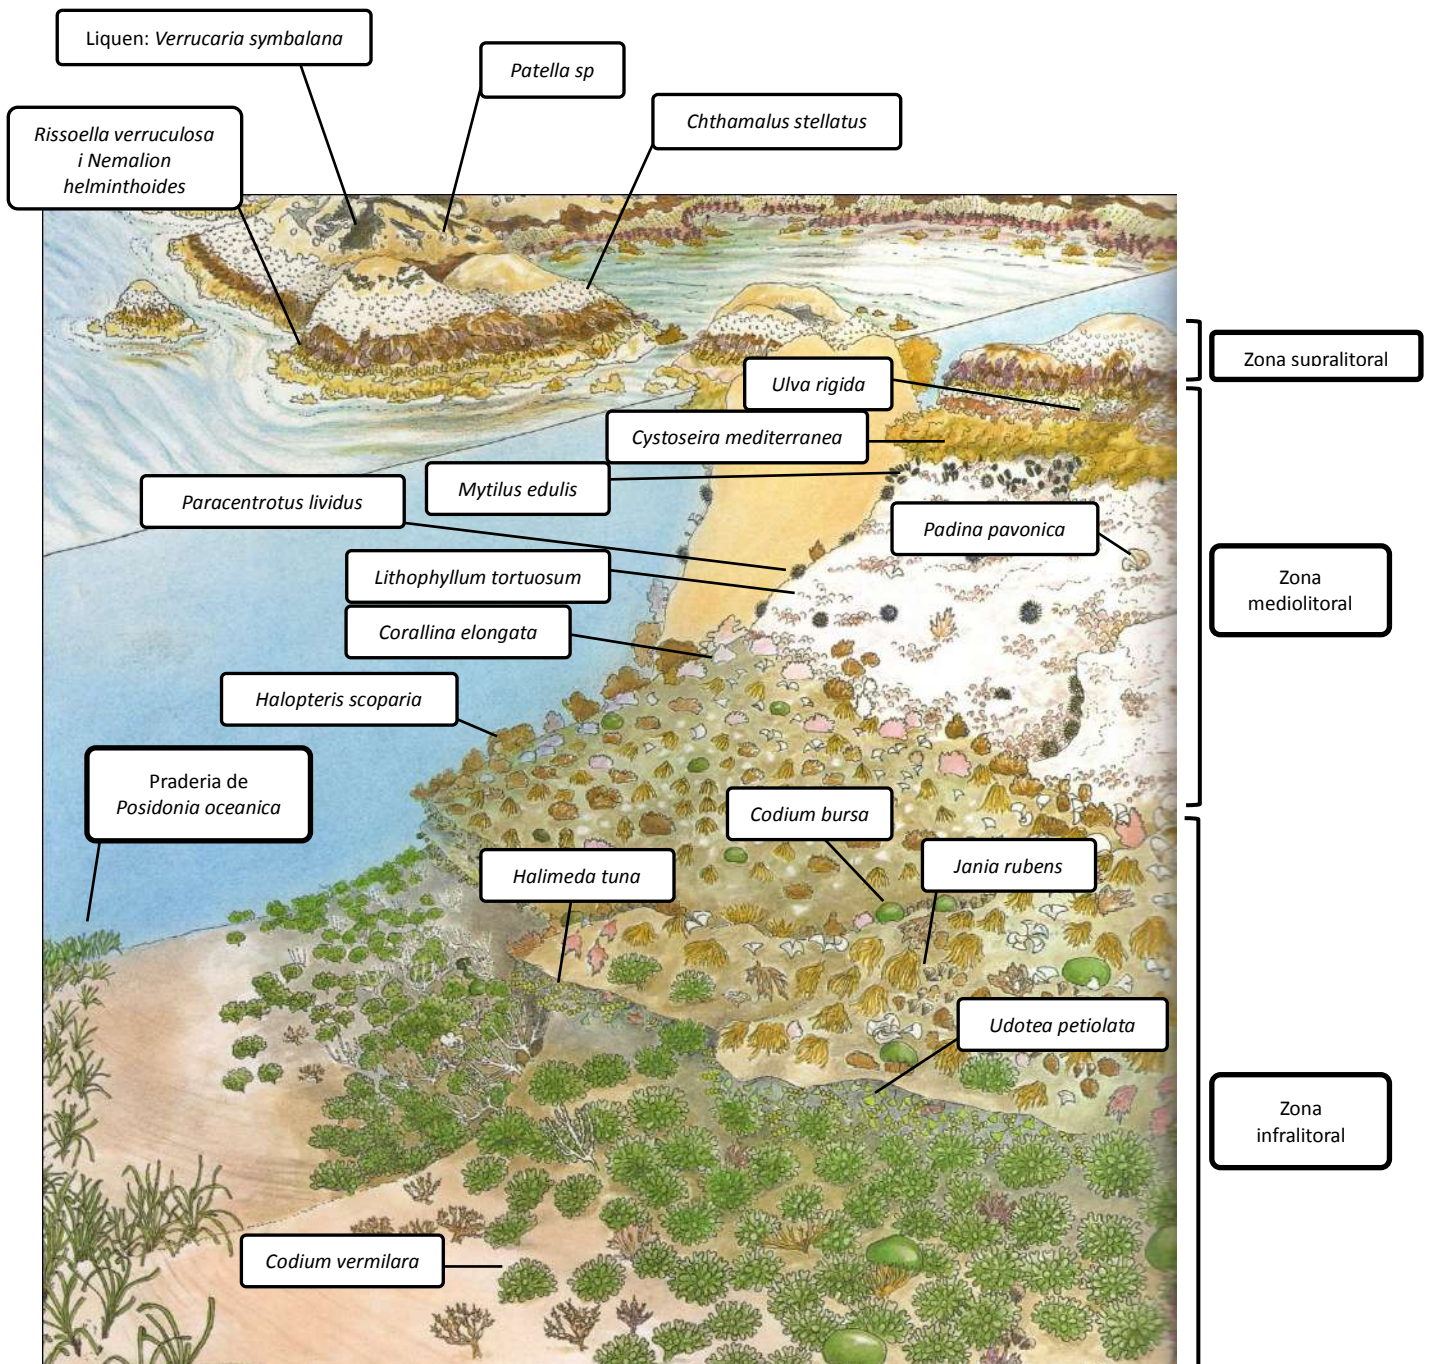 Liquen: Verrucaria symbalana
Patella sp
Chthamalus stellatus
Rissoella verruculosa
i Nemalion
helminthoides
Zona supralitoral
Ulva rigida
Cystoseira mediterranea
Mytilus edulis
Paracentrotus lividus
Padina pavonica
Lithophyllum tortuosum
Zona
mediolitoral
Corallina elongata
Halopteris scoparia
Praderia de
Posidonia oceanica
Codium bursa
Jania rubens
Halimeda tuna
Udotea petiolata
Zona
infralitoral
Codium vermilara